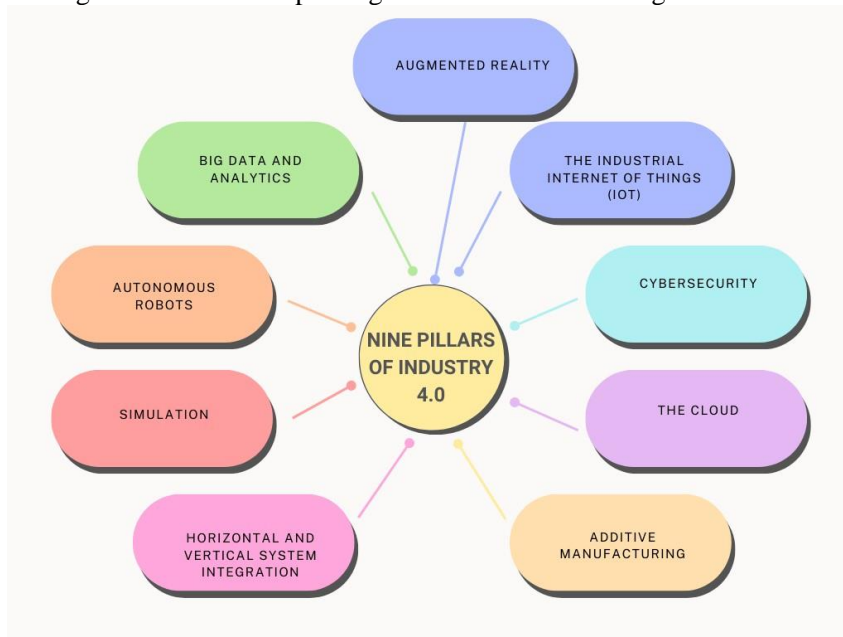 AUGMENTED REALITY
BIG DATA AND
ANALYTICS
THE INDUSTRIAL
INTERNET OF THINGS
(IOT)
AUTONOMOUS
ROBOTS
CYBERSECURITY
NINE PILLARS
OF INDUSTRY
4.0
SIMULATION
THE CLOUD
HORIZONTAL AND
VERTICAL SYSTEM
INTEGRATION
ADDITIVE
MANUFACTURING